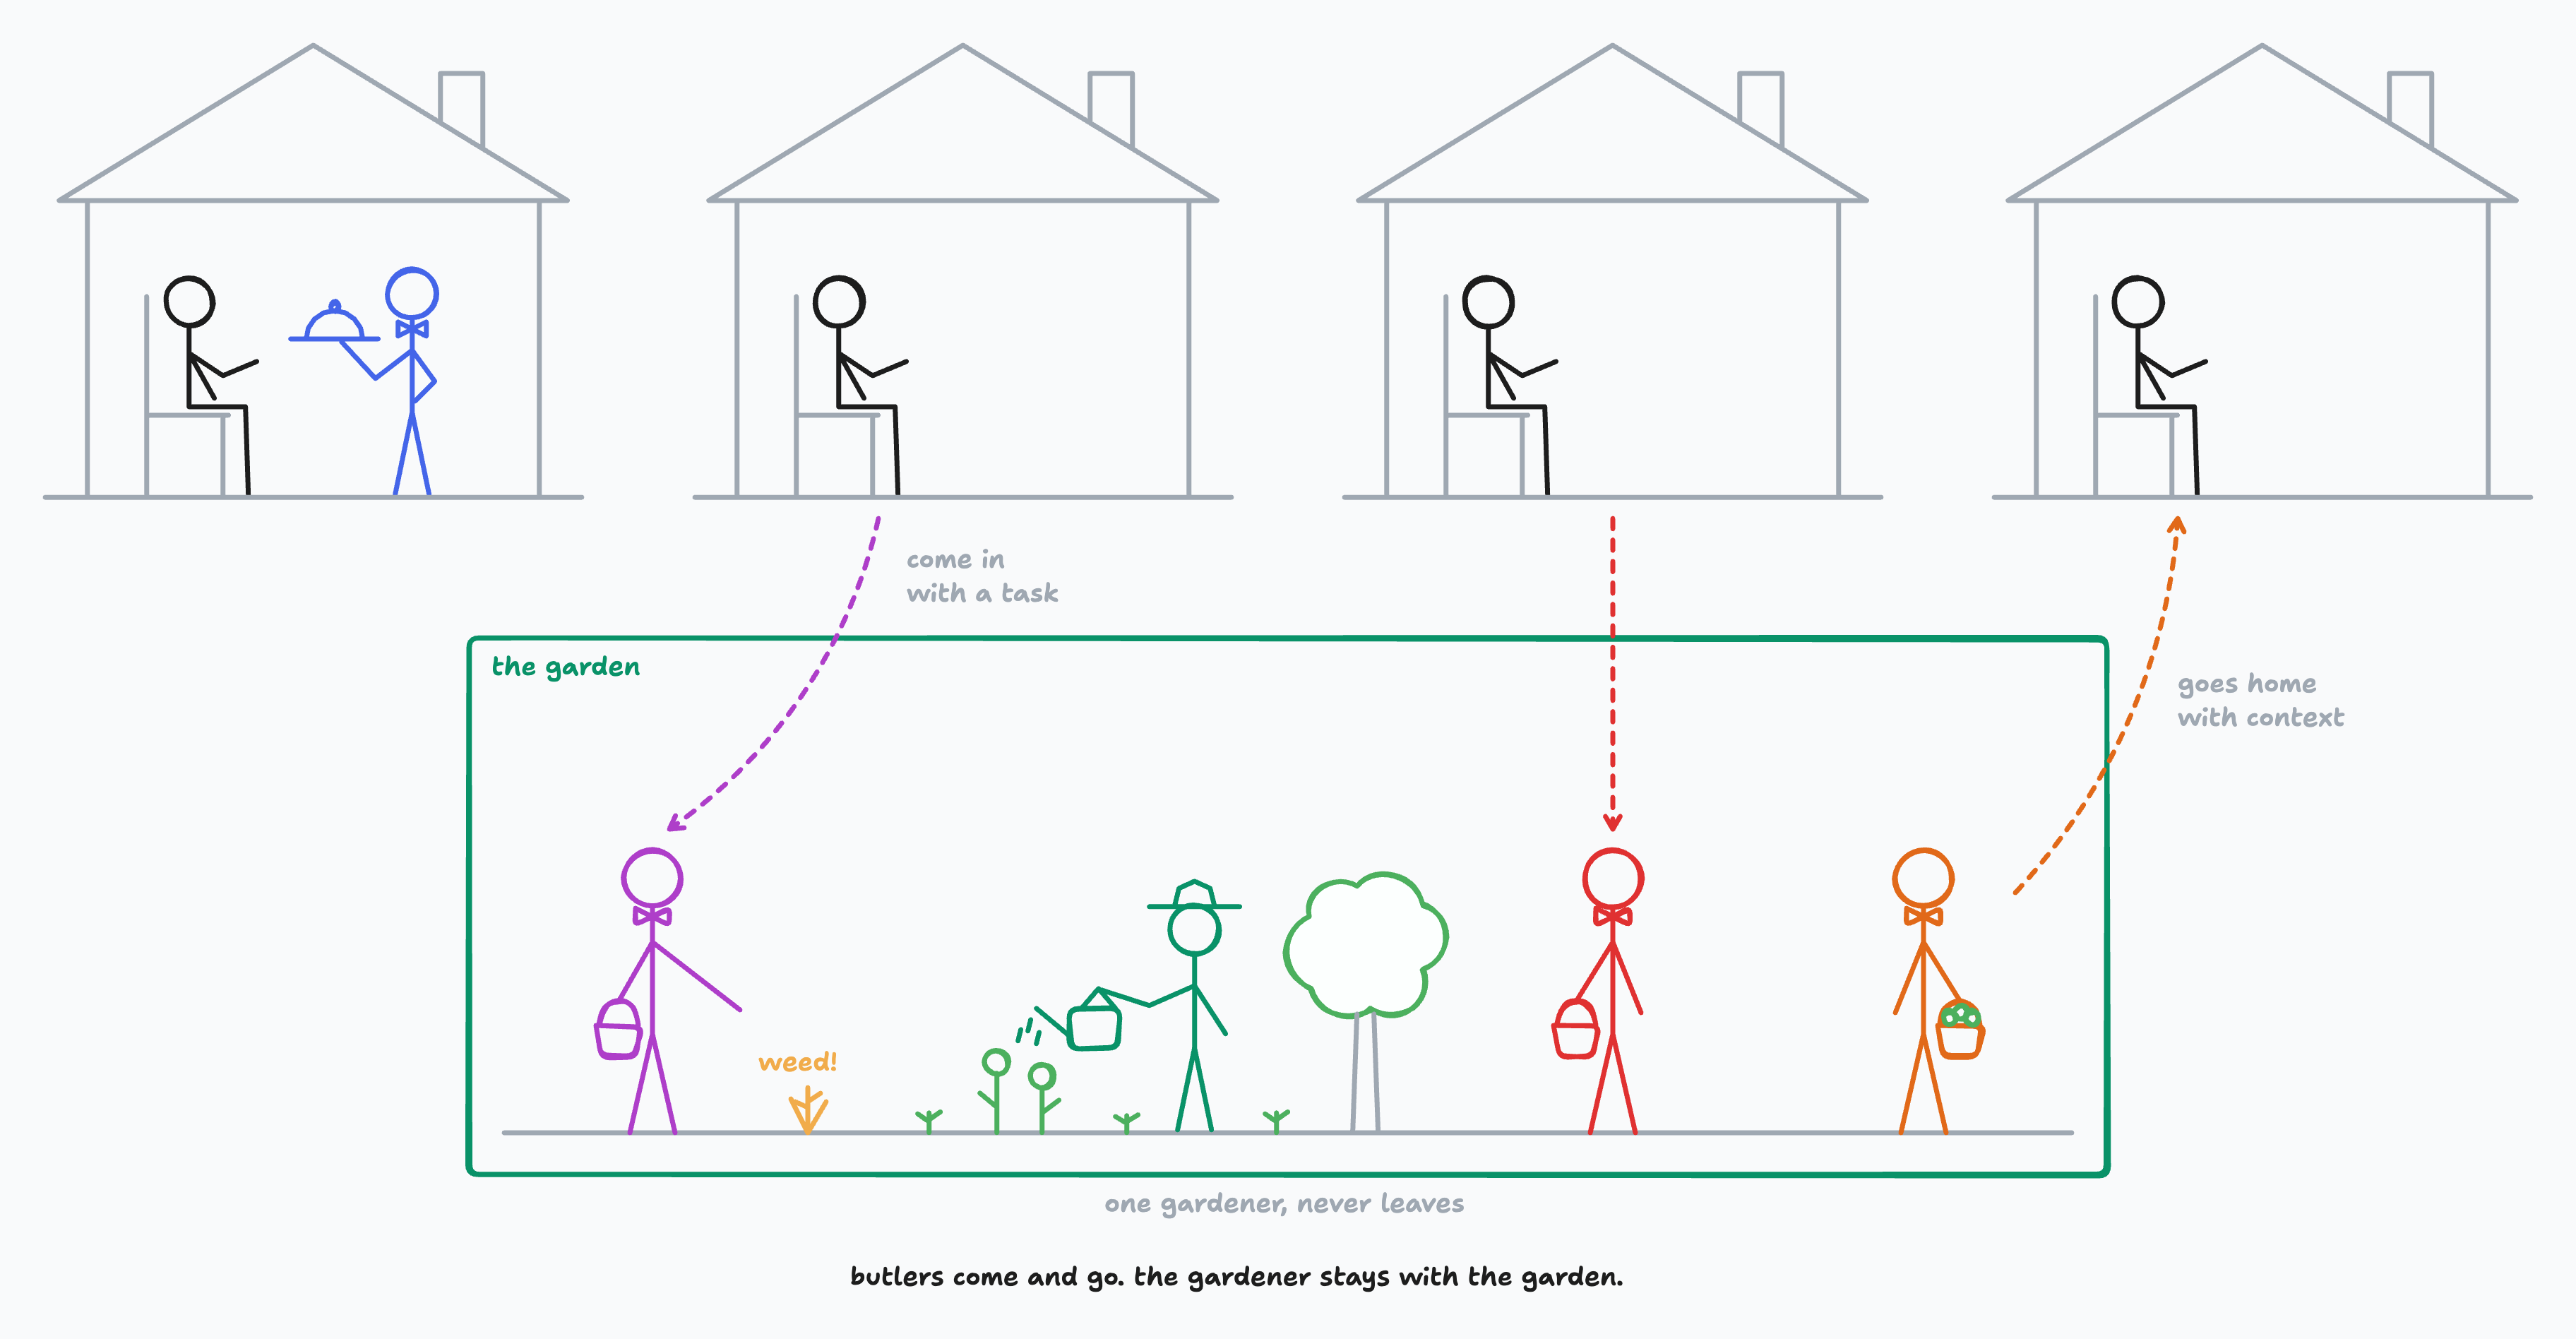 come in
with a task
the garden
goes home
with context
weed!
one gardener, never leaves
butlers come and go. the gardener stays with the garden.